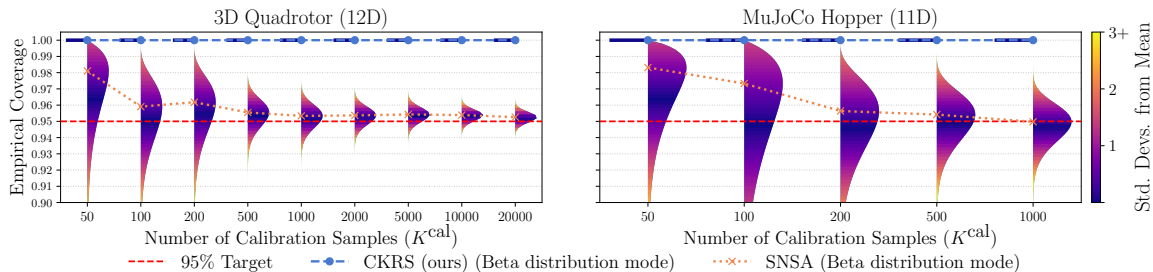 3D Quadrotor (12D)
MuJoCo Hopper (11D)
Empirical Coverage
1.00
0.99
0.98
0.97
0.96
0.95
0.94
0.93
0.92
0.91
0.90
50 100 200 500 1000 2000 5000 10000 20000
Number of Calibration Samples (K^cal)
50 100 200 500 1000
Number of Calibration Samples (K^cal)
3+
2
1
Std. Devs. from Mean
95% Target
CKRS (ours) (Beta distribution mode)
SNSA (Beta distribution mode)